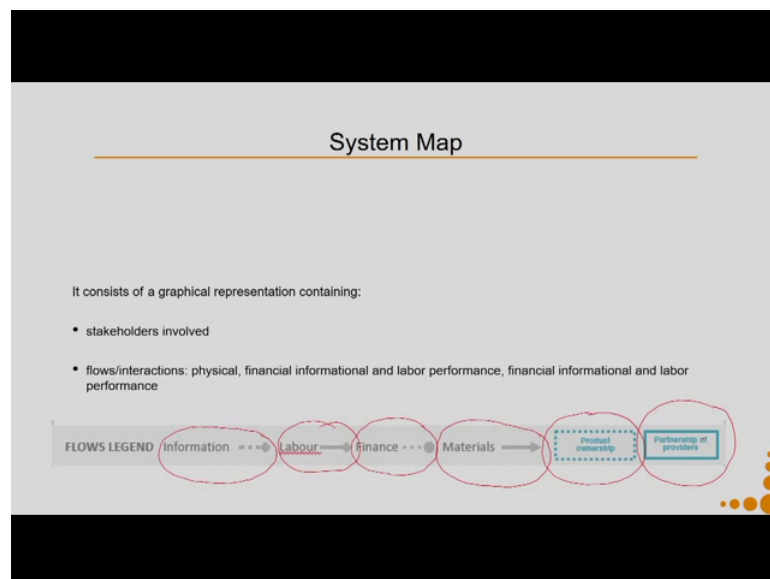 System Map
It consists of a graphical representation containing:
• stakeholders involved
• flows/interactions: physical, financial informational and labor performance, financial informational and labor
performance
FLOWS LEGEND Information Labour Finance Materials Product ownership Partnership of providers